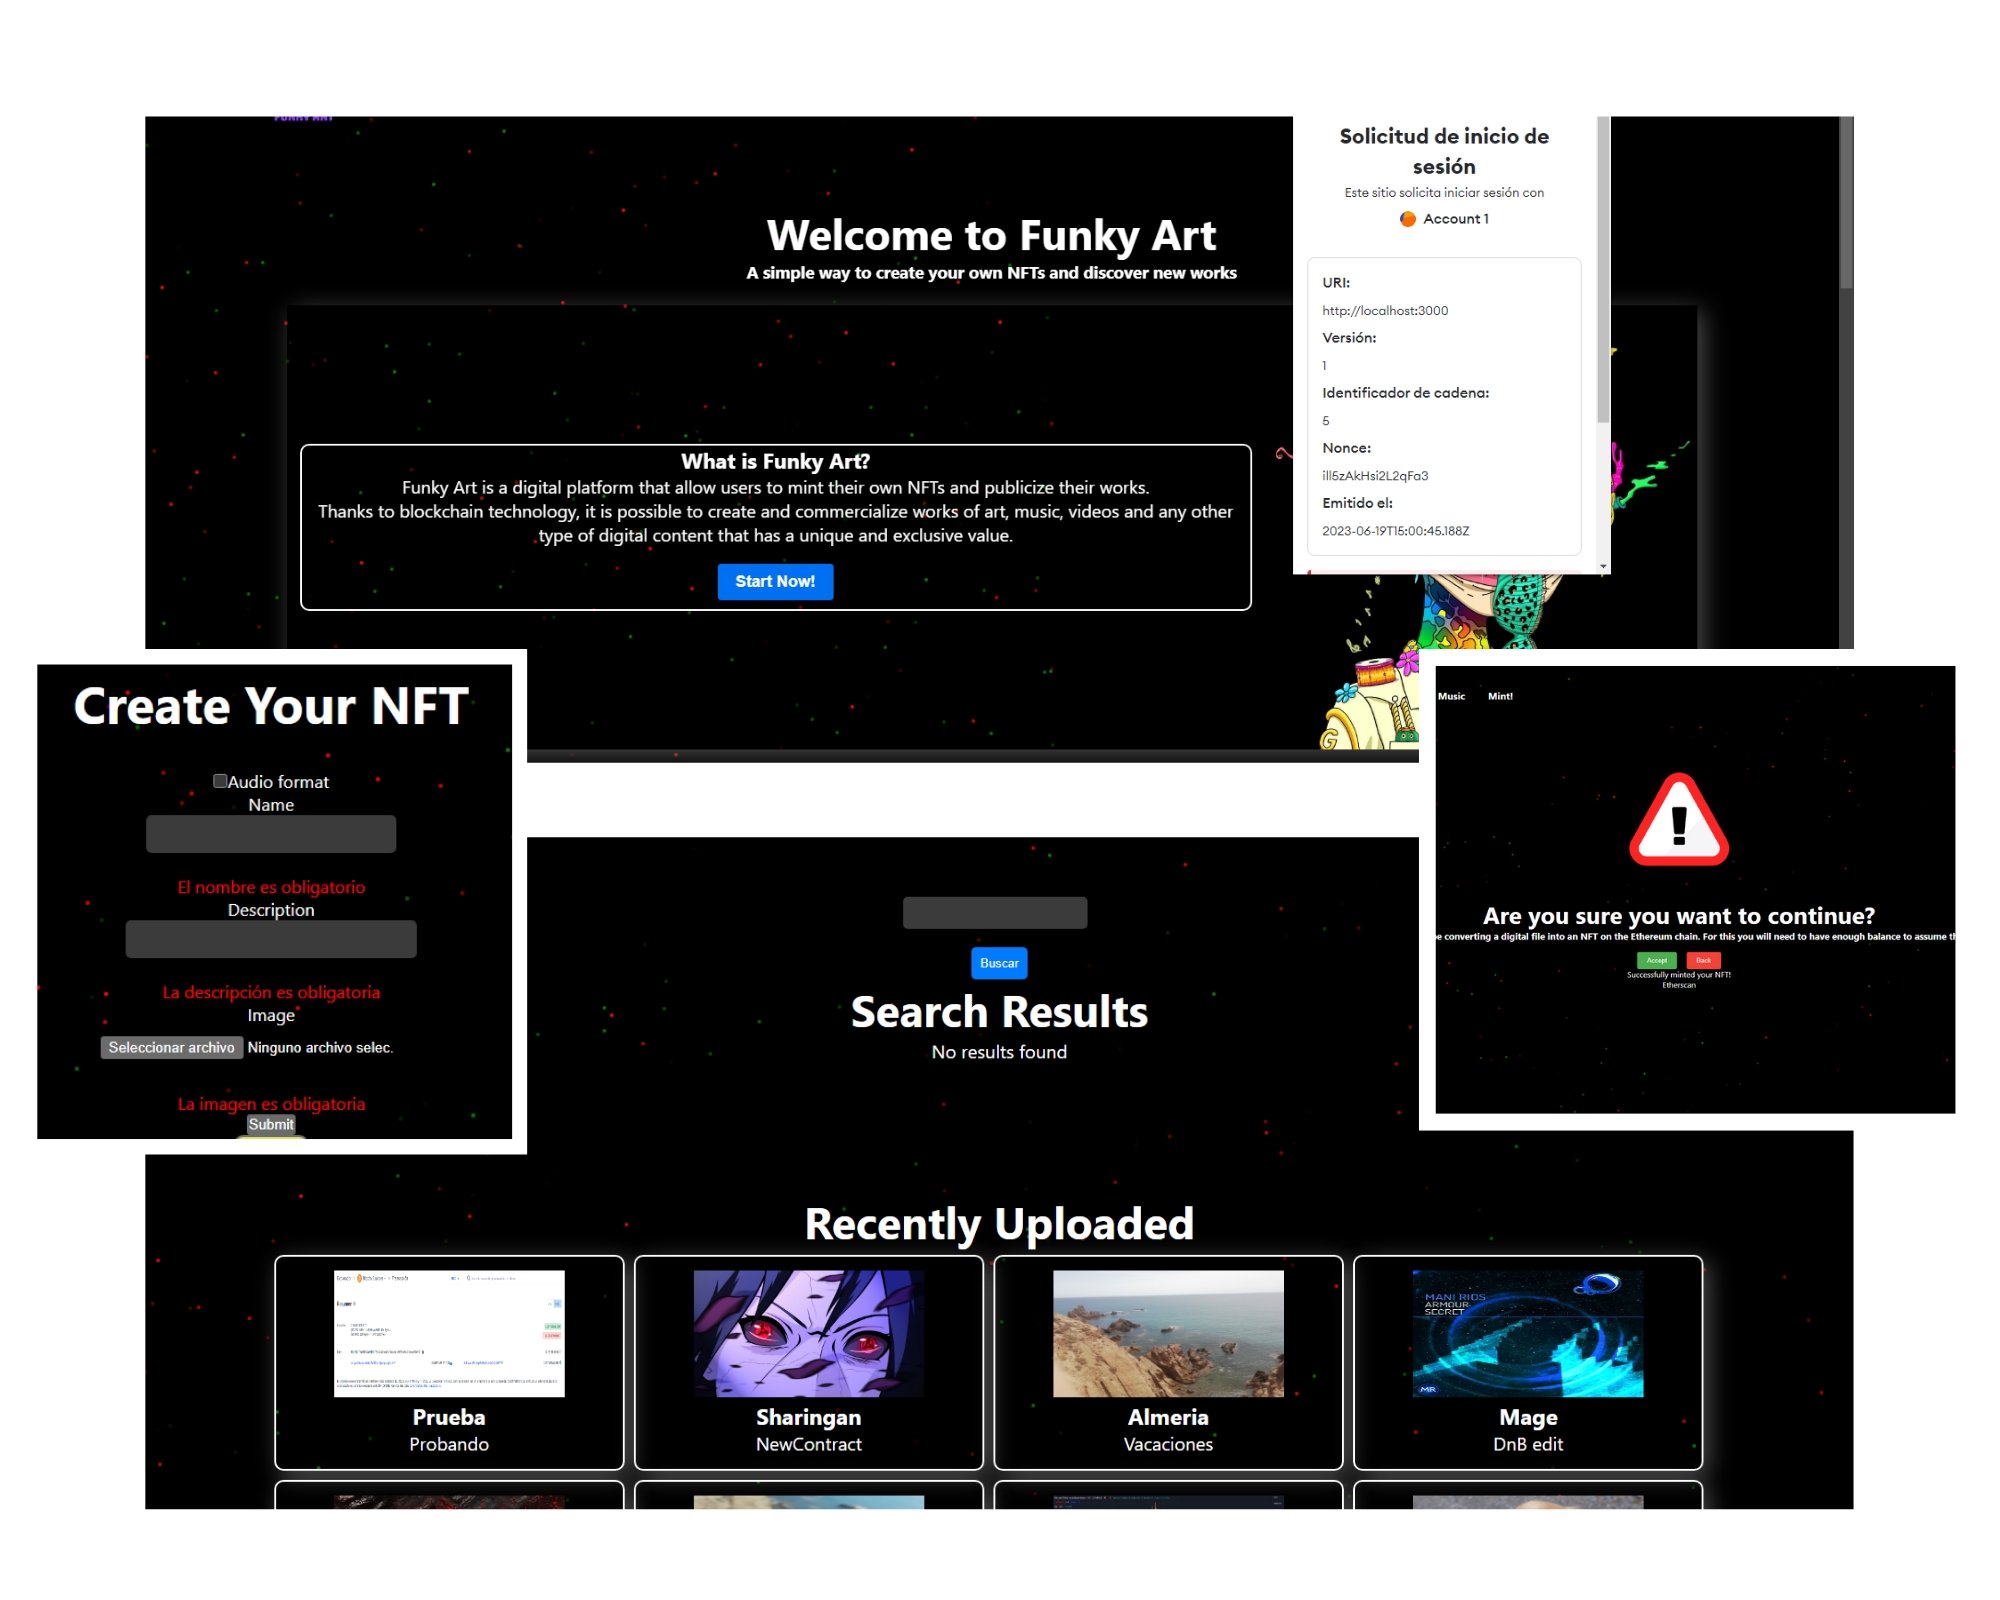 FUNKY ART
Solicitud de inicio de
sesión
Este sitio solicita iniciar sesión con
Account 1
URI:
http://localhost:3000
Versión:
1
Identificador de cadena:
5
Nonce:
ill5zAkHsi2L2qFa3
Emitido el:
2023-06-19T15:00:45.188Z
Welcome to Funky Art
A simple way to create your own NFTs and discover new works
What is Funky Art?
Funky Art is a digital platform that allow users to mint their own NFTs and publicize their works.
Thanks to blockchain technology, it is possible to create and commercialize works of art, music, videos and any other
type of digital content that has a unique and exclusive value.
Start Now!
G
Create Your NFT
Audio format
Name
El nombre es obligatorio
Description
La descripción es obligatoria
Image
Seleccionar archivo Ninguno archivo selec.
La imagen es obligatoria
Submit
Music Mint!
Are you sure you want to continue?
converting a digital file into an NFT on the Ethereum chain. For this you will need to have enough balance to assume
Accept Back
Successfully minted your NFT!
Etherscan
Buscar
Search Results
No results found
Recently Uploaded
Prueba
Probando
Sharingan
NewContract
Almeria
Vacaciones
MANI RIOS
ARMOUR
SECRET
MR
Mage
DnB edit